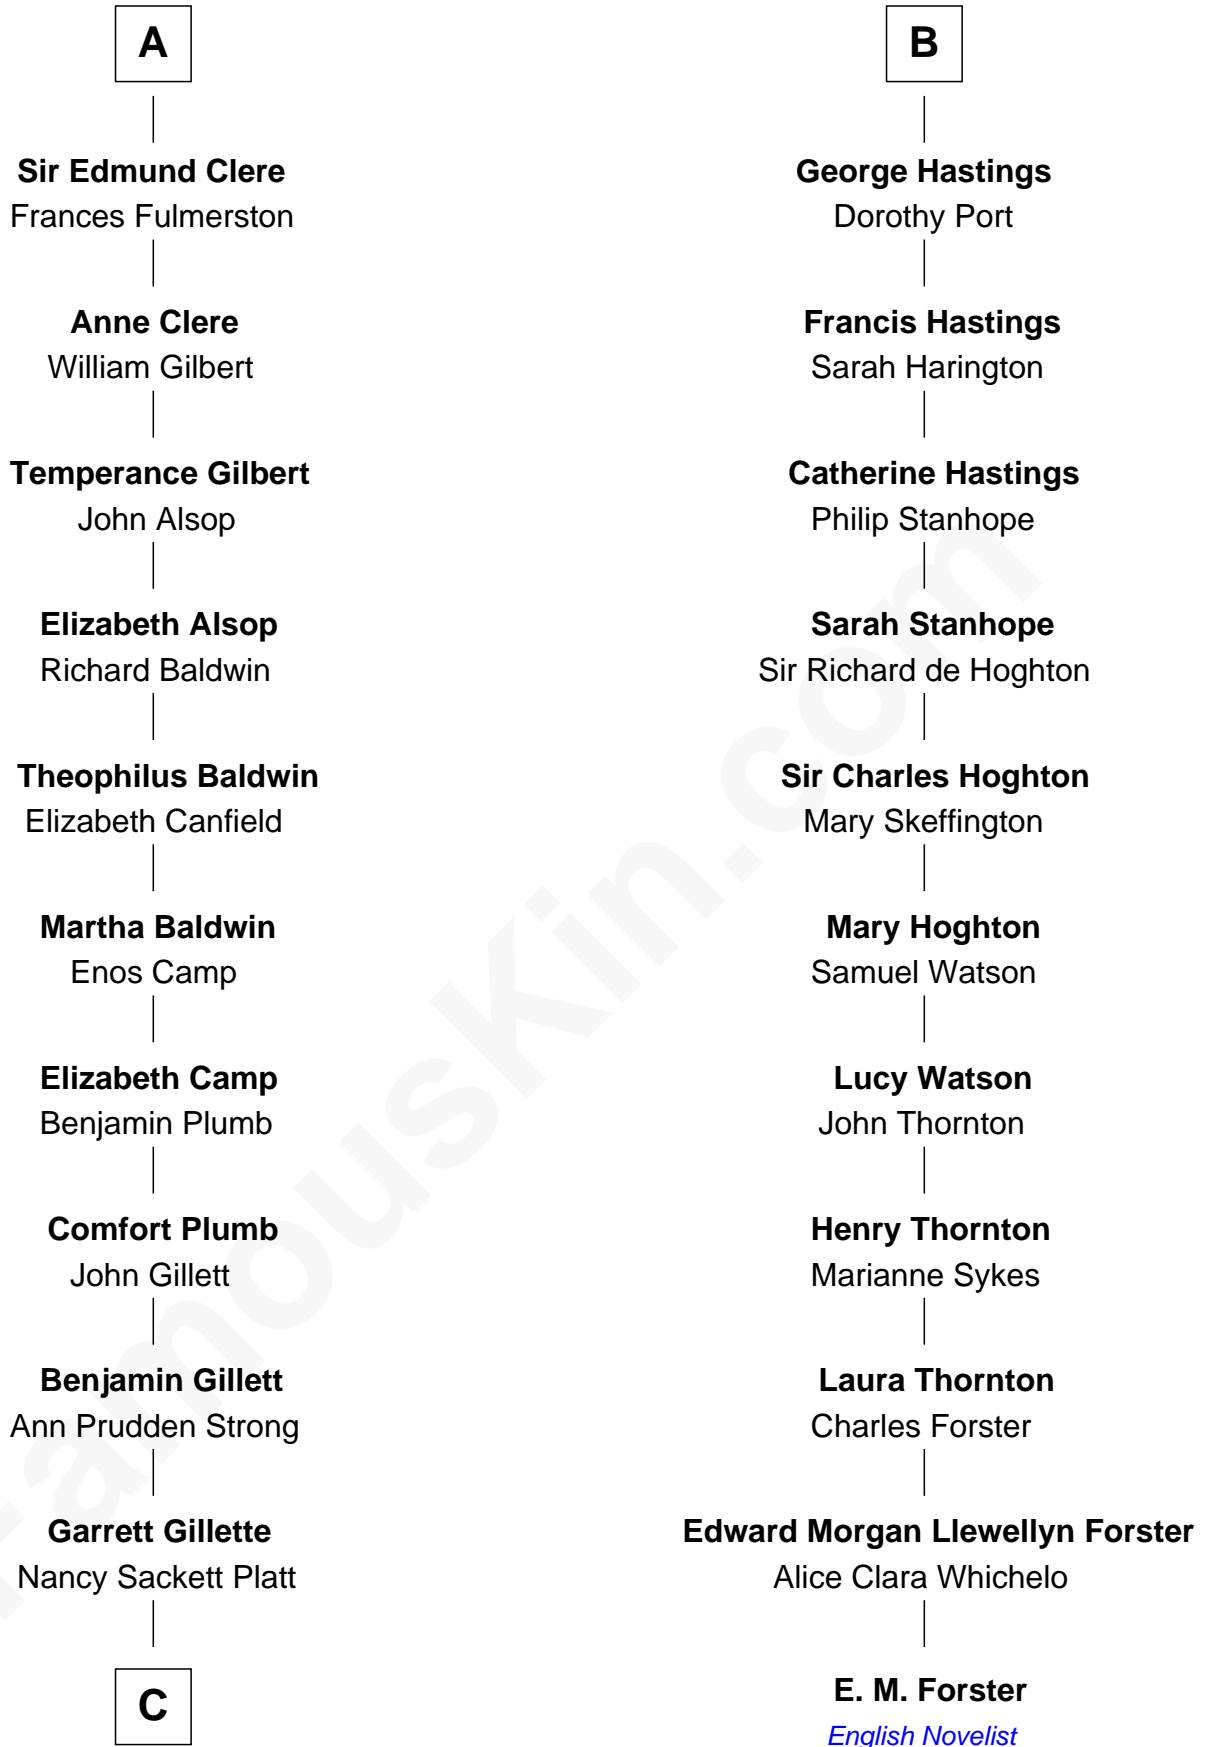 A
Sir Edmund Clere
Frances Fulmerston
Anne Clere
William Gilbert
Temperance Gilbert
John Alsop
Elizabeth Alsop
Richard Baldwin
Theophilus Baldwin
Elizabeth Canfield
Martha Baldwin
Enos Camp
Elizabeth Camp
Benjamin Plumb
Comfort Plumb
John Gillett
Benjamin Gillett
Ann Prudden Strong
Garrett Gillette
Nancy Sackett Platt
C
B
George Hastings
Dorothy Port
Francis Hastings
Sarah Harington
Catherine Hastings
Philip Stanhope
Sarah Stanhope
Sir Richard de Hoghton
Sir Charles Hoghton
Mary Skeffington
Mary Hoghton
Samuel Watson
Lucy Watson
John Thornton
Henry Thornton
Marianne Sykes
Laura Thornton
Charles Forster
Edward Morgan Llewellyn Forster
Alice Clara Whichelo
E. M. Forster
English Novelist
FamousKin.com